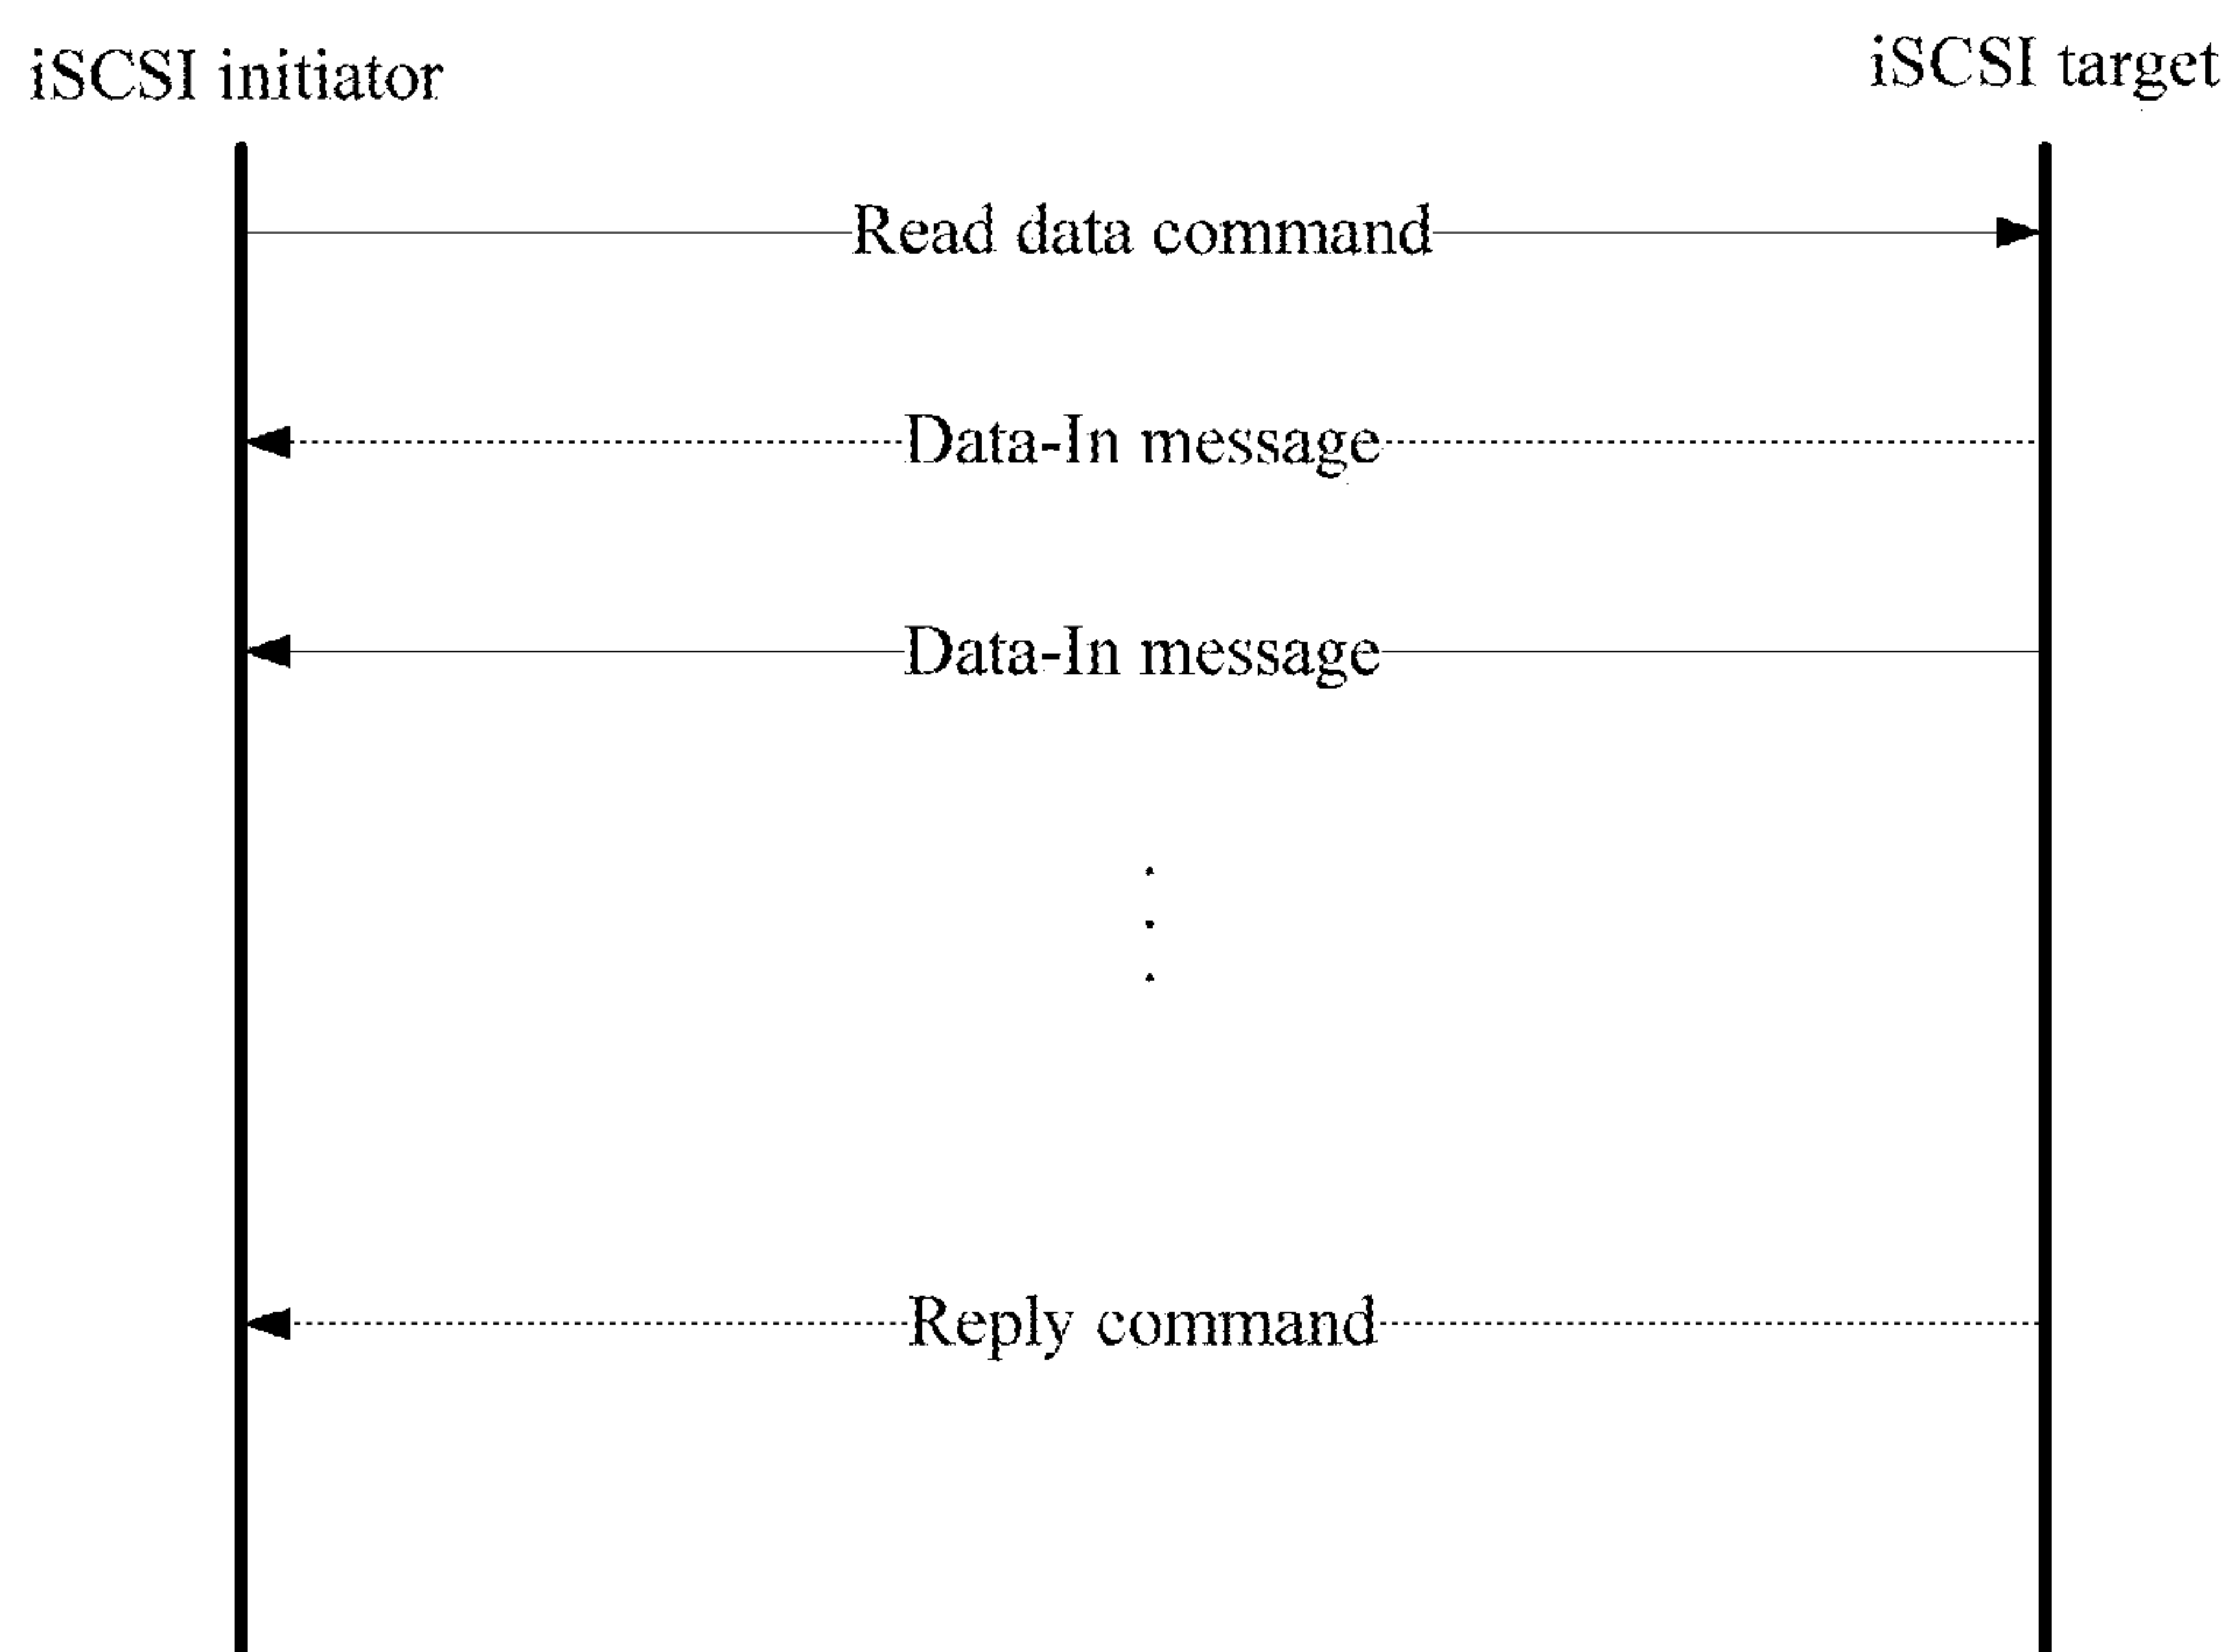 iSCSI initiator
iSCSI target
Read data command
Data-In message
Data-In message
Reply command